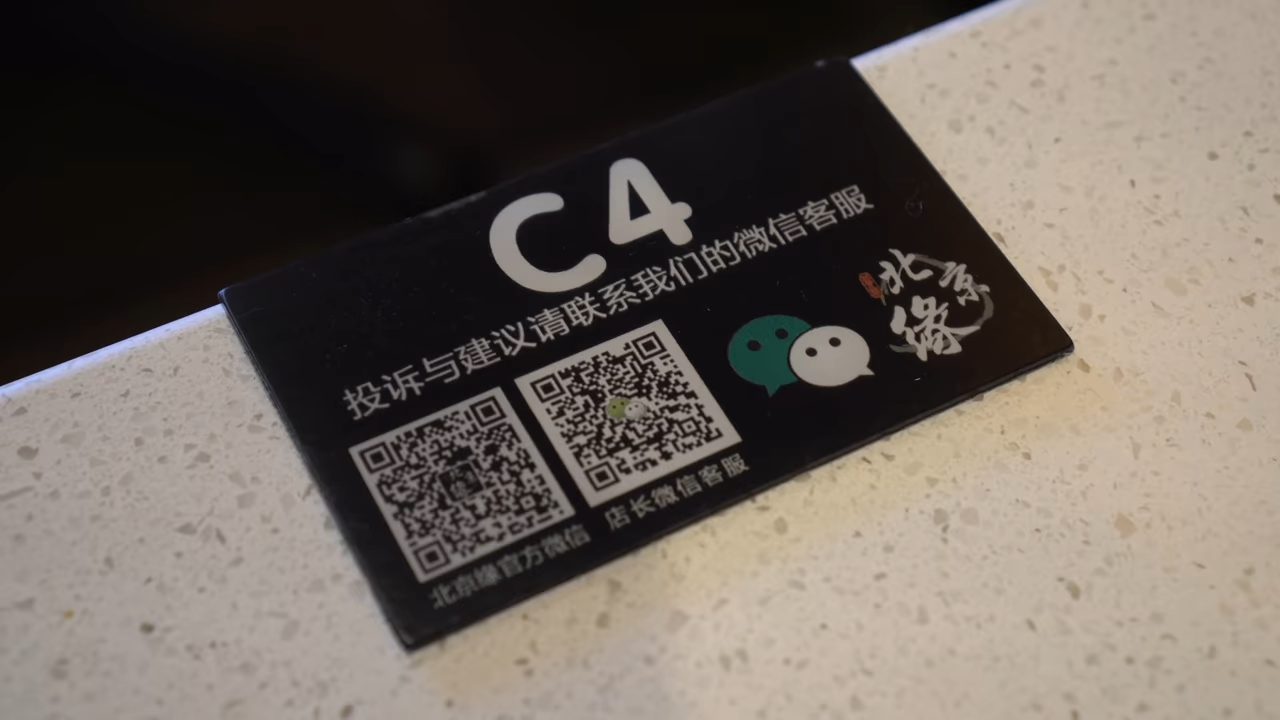 C4
投诉与建议请联系我们的微信客服
北京缘
北京缘官方微信
店长微信客服